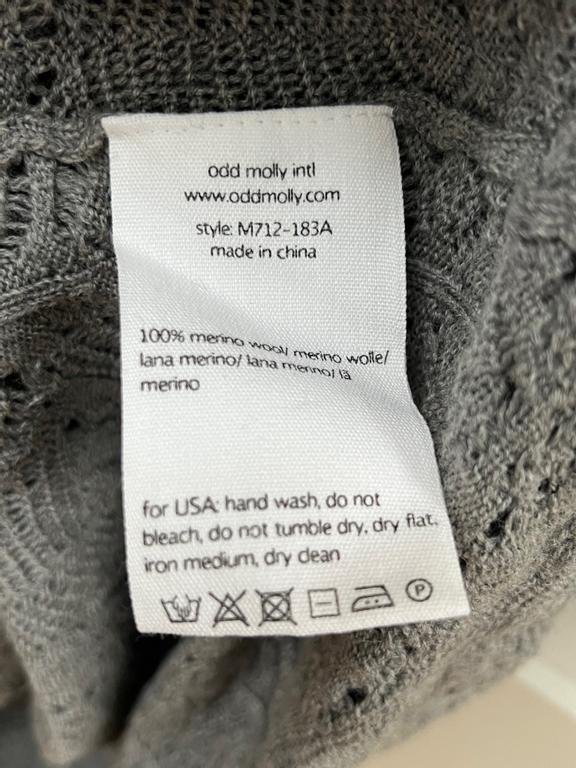 odd molly intl
www.oddmolly.com
style: M712-183A
made in china
100% merino wool/ merino wolle/
lana merino/ lana merino/ lã
merino
for USA: hand wash, do not
bleach, do not tumble dry, dry flat,
iron medium, dry clean
P